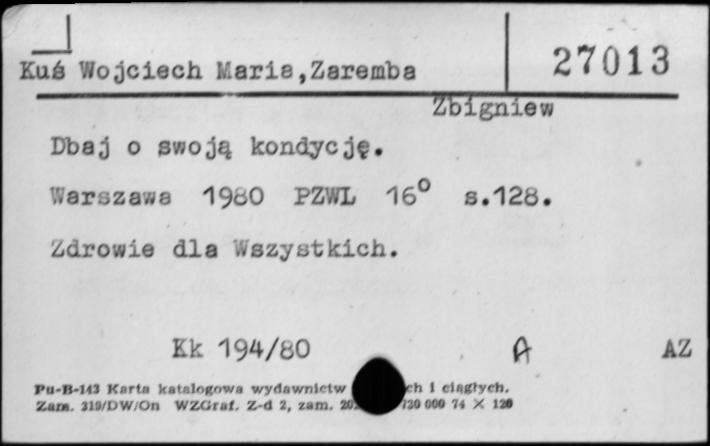 Kuś Wojciech Maria,Zaremba 27013
Zbigniew
Dbaj o swoją kondycję.
Warszawa 1980 PZWL 16° s.128.
Zdrowie dla Wszystkich.
Kk 194/80 A AZ
Pu-B-143 Karta katalogowa wydawnictw ch i ciągłych.
Zam. 319/DW/On WZGraf. Z-d 2, zam. 000 74 X 120